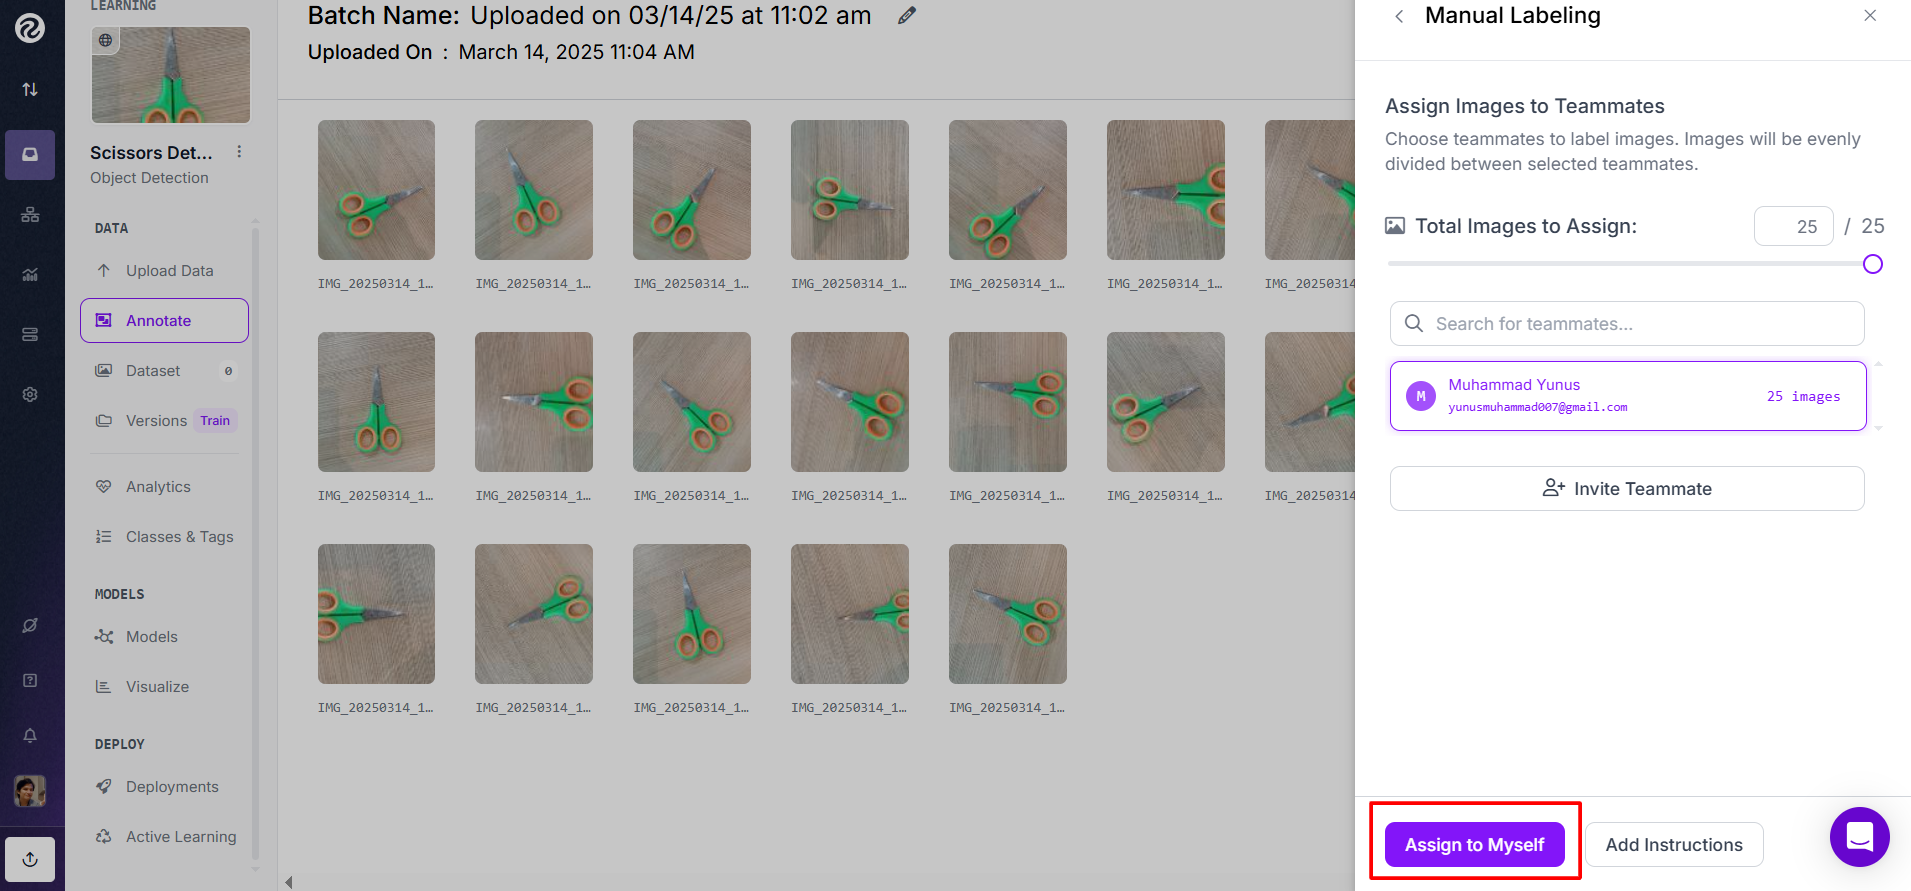 LEARNING
Scissors Det...
Object Detection
DATA
Upload Data
Annotate
Dataset 0
Versions Train
Analytics
Classes & Tags
MODELS
Models
Visualize
DEPLOY
Deployments
Active Learning
Batch Name: Uploaded on 03/14/25 at 11:02 am
Uploaded On : March 14, 2025 11:04 AM
IMG_20250314_1… IMG_20250314_1… IMG_20250314_1… IMG_20250314_1… IMG_20250314_1… IMG_20250314_1… IMG_20250314
IMG_20250314_1… IMG_20250314_1… IMG_20250314_1… IMG_20250314_1… IMG_20250314_1… IMG_20250314_1… IMG_20250314
IMG_20250314_1… IMG_20250314_1… IMG_20250314_1… IMG_20250314_1… IMG_20250314_1…
Manual Labeling
Assign Images to Teammates
Choose teammates to label images. Images will be evenly
divided between selected teammates.
Total Images to Assign: 25 / 25
Search for teammates...
M
Muhammad Yunus
yunusmuhammad007@gmail.com
25 images
Invite Teammate
Assign to Myself
Add Instructions